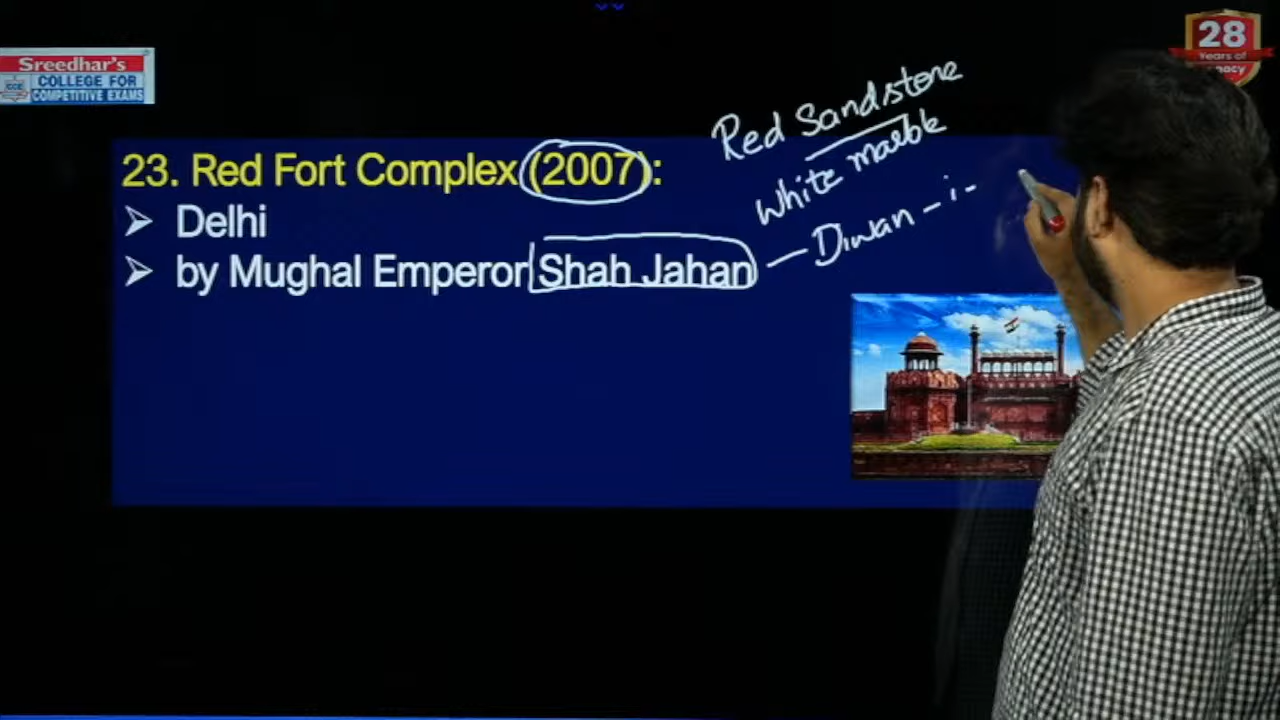 Sreedhar's
CCE
COLLEGE FOR
COMPETITIVE EXAMS
28
Years of
Red Sandstone
White marble
23. Red Fort Complex (2007):
➢ Delhi
➢ by Mughal Emperor Shah Jahan
— Diwan - i -